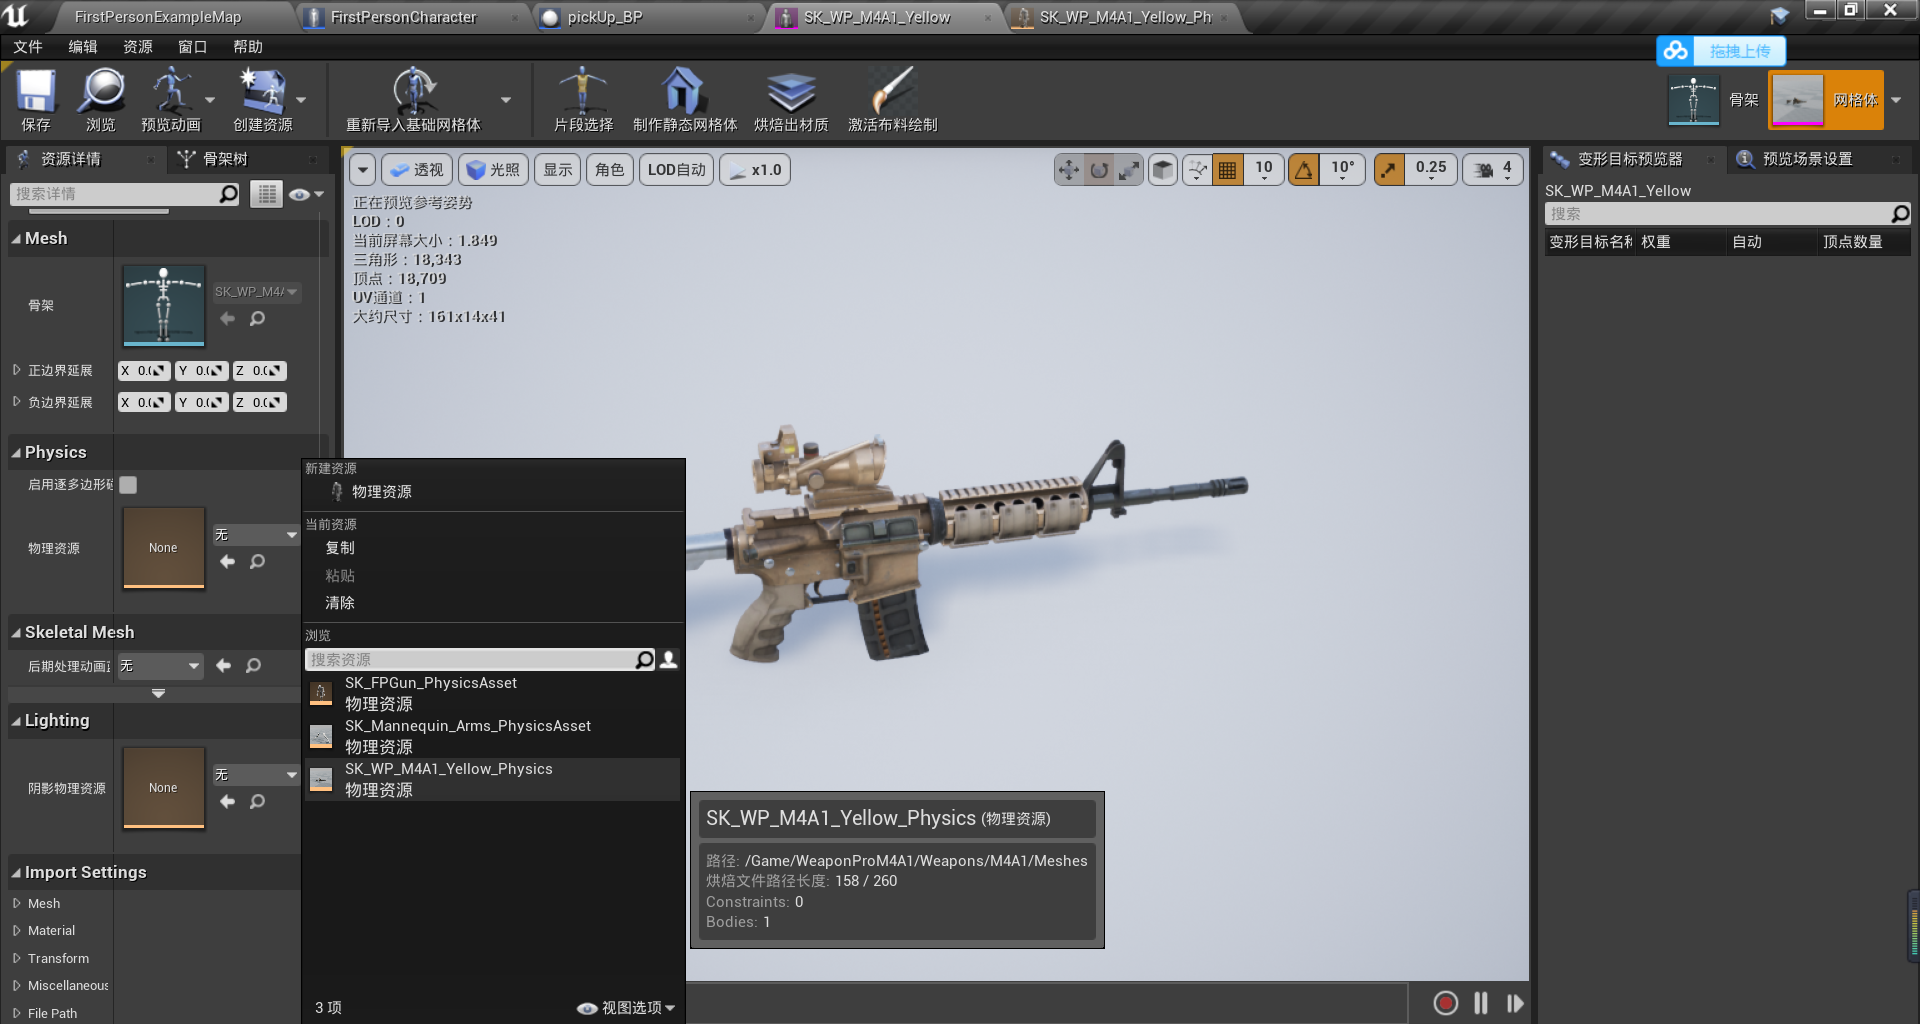 FirstPersonExampleMap
FirstPersonCharacter
pickUp_BP
SK_WP_M4A1_Yellow
SK_WP_M4A1_Yellow_Ph
文件 编辑 资源 窗口 帮助
拖拽上传
保存 浏览 预览动画 创建资源 重新导入基础网格体 片段选择 制作静态网格体 烘焙出材质 激活布料绘制
骨架 网格体
资源详情 骨架树
搜索详情
Mesh
骨架
SK_WP_M4A
正边界延展 X 0.0 Y 0.0 Z 0.0
负边界延展 X 0.0 Y 0.0 Z 0.0
Physics
启用逐多边形碰
物理资源
None
无
Skeletal Mesh
后期处理动画蓝
无
Lighting
阴影物理资源
None
无
Import Settings
Mesh
Material
Transform
Miscellaneous
File Path
透视 光照 显示 角色 LOD自动 x1.0
10 10° 0.25 4
正在预览参考姿势
LOD：0
当前屏幕大小：1.849
三角形：18,343
顶点：18,709
UV通道：1
大约尺寸：161x14x41
新建资源
物理资源
当前资源
复制
粘贴
清除
浏览
搜索资源
SK_FPGun_PhysicsAsset
物理资源
SK_Mannequin_Arms_PhysicsAsset
物理资源
SK_WP_M4A1_Yellow_Physics
物理资源
3 项
视图选项
SK_WP_M4A1_Yellow_Physics (物理资源)
路径: /Game/WeaponProM4A1/Weapons/M4A1/Meshes
烘焙文件路径长度: 158 / 260
Constraints: 0
Bodies: 1
变形目标预览器 预览场景设置
SK_WP_M4A1_Yellow
搜索
变形目标名称 权重 自动 顶点数量